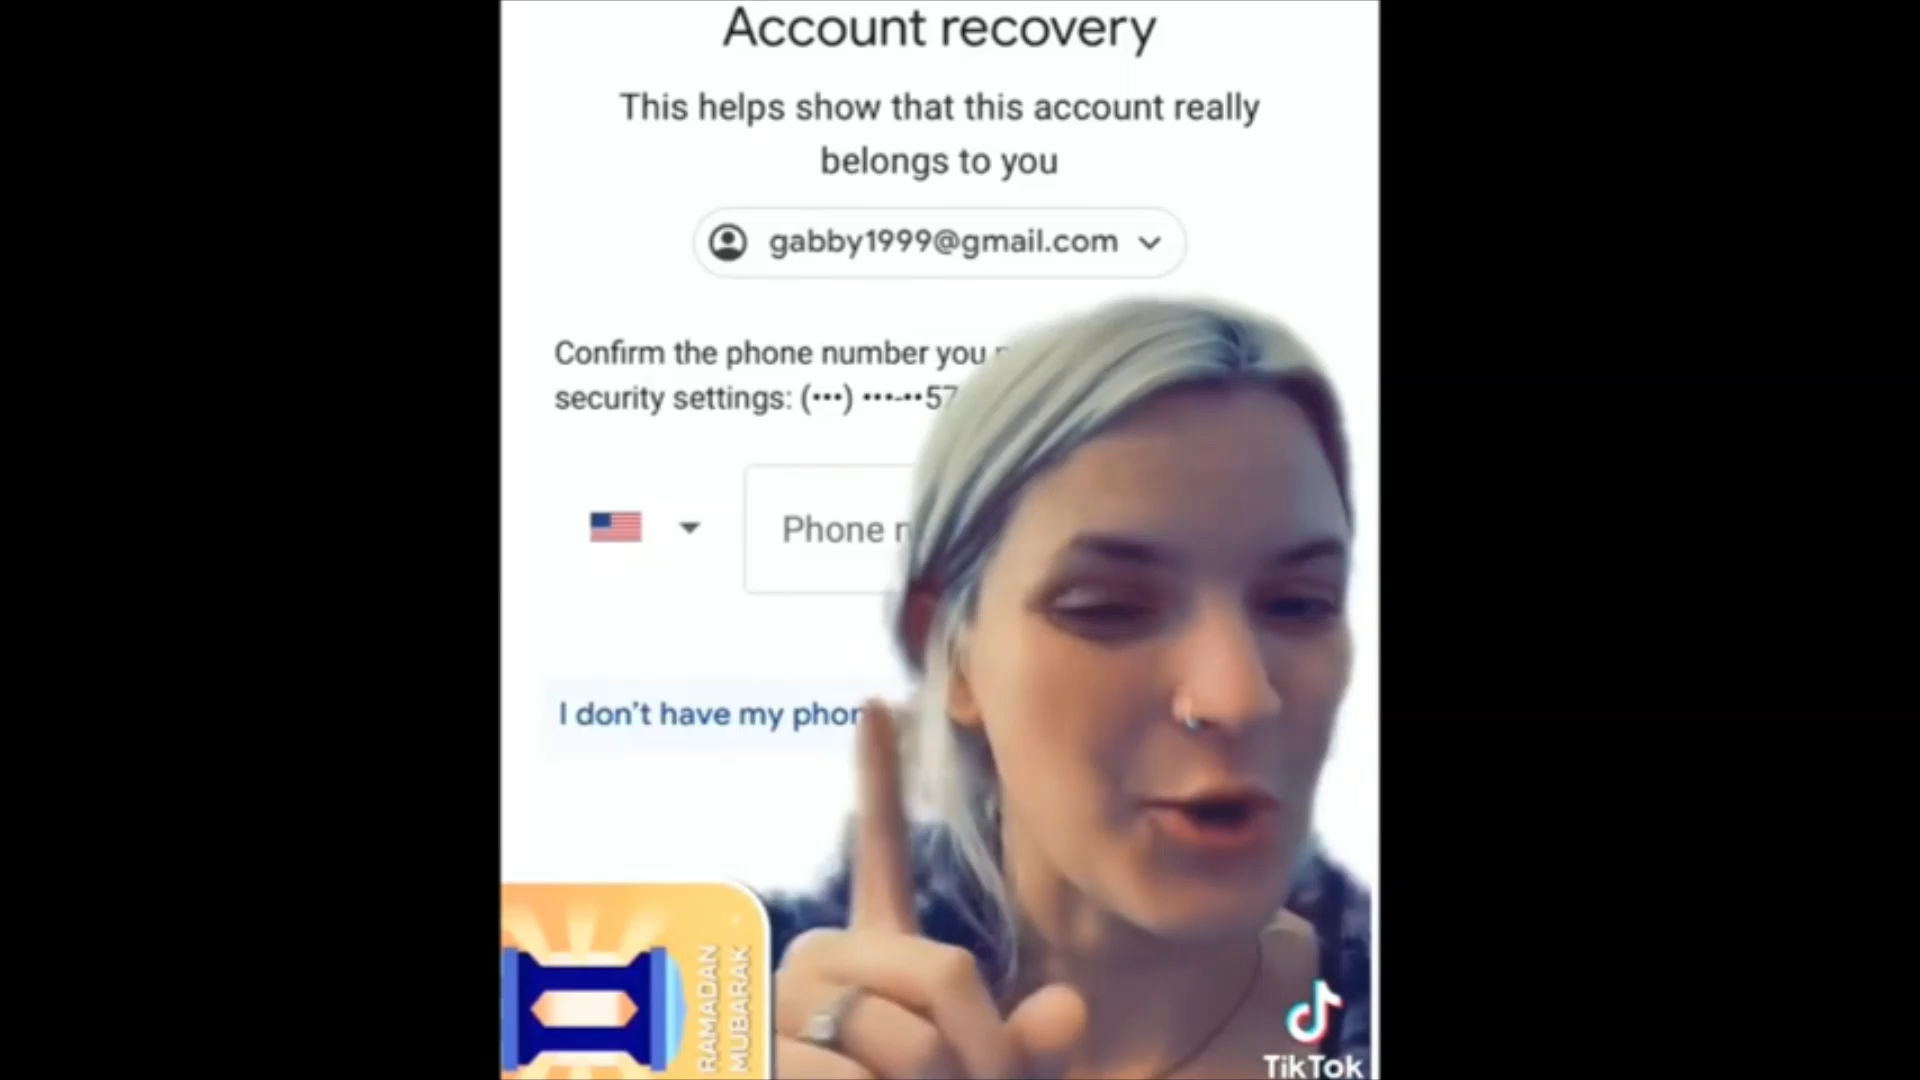 Account recovery
This helps show that this account really
belongs to you
gabby1999@gmail.com
Confirm the phone number you
security settings: (•••) •••-••57
Phone
I don't have my
RAMADAN
MUBARAK
TikTok